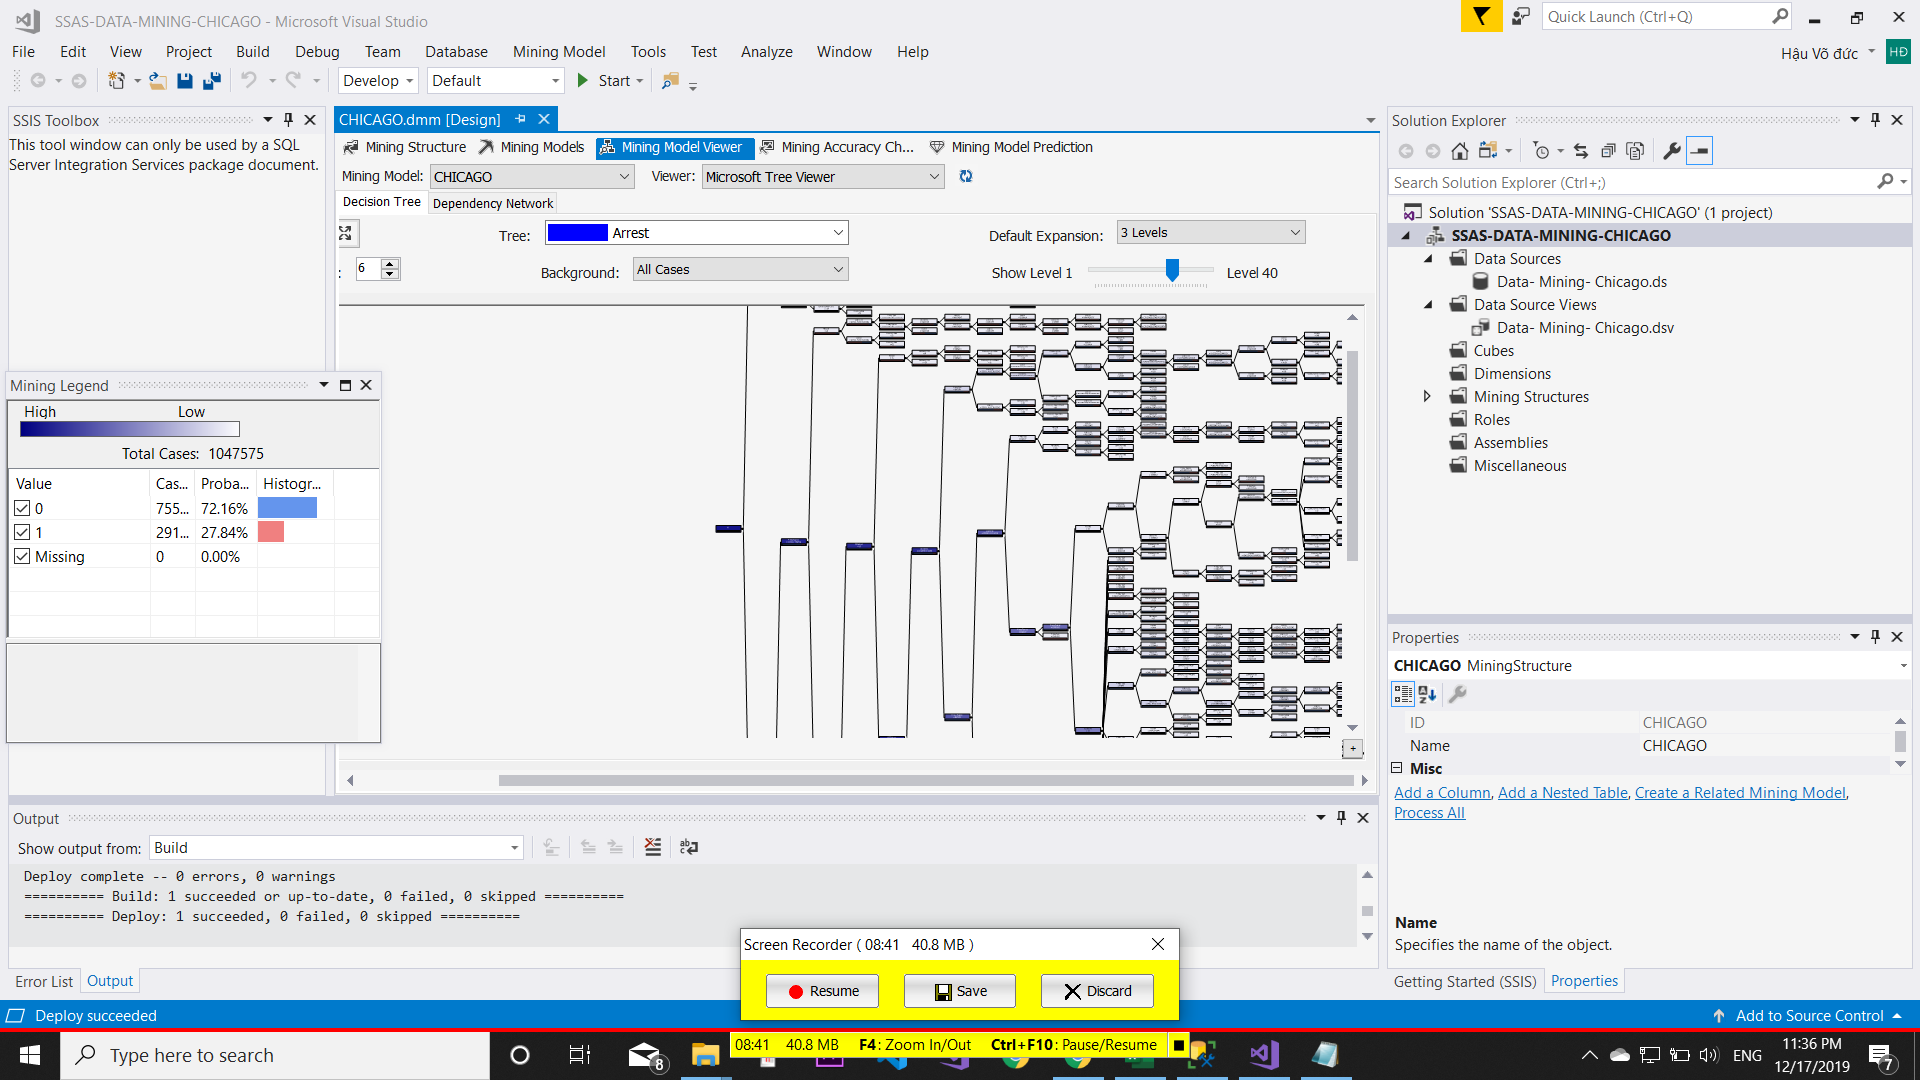 SSAS-DATA-MINING-CHICAGO - Microsoft Visual Studio
Quick Launch (Ctrl+Q)
File Edit View Project Build Debug Team Database Mining Model Tools Test Analyze Window Help
Hậu Võ đức HĐ
Develop Default Start
SSIS Toolbox
This tool window can only be used by a SQL
Server Integration Services package document.
CHICAGO.dmm [Design]
Mining Structure Mining Models Mining Model Viewer Mining Accuracy Ch... Mining Model Prediction
Mining Model: CHICAGO Viewer: Microsoft Tree Viewer
Decision Tree Dependency Network
Tree: Arrest Default Expansion: 3 Levels
: 6 Background: All Cases Show Level 1 Level 40
Mining Legend
High Low
Total Cases: 1047575
Value Cas... Proba... Histogr...
0 755... 72.16%
1 291... 27.84%
Missing 0 0.00%
Solution Explorer
Search Solution Explorer (Ctrl+;)
Solution 'SSAS-DATA-MINING-CHICAGO' (1 project)
SSAS-DATA-MINING-CHICAGO
Data Sources
Data- Mining- Chicago.ds
Data Source Views
Data- Mining- Chicago.dsv
Cubes
Dimensions
Mining Structures
Roles
Assemblies
Miscellaneous
Properties
CHICAGO MiningStructure
ID CHICAGO
Name CHICAGO
Misc
Add a Column, Add a Nested Table, Create a Related Mining Model,
Process All
Name
Specifies the name of the object.
Getting Started (SSIS) Properties
Output
Show output from: Build
Deploy complete -- 0 errors, 0 warnings
========== Build: 1 succeeded or up-to-date, 0 failed, 0 skipped ==========
========== Deploy: 1 succeeded, 0 failed, 0 skipped ==========
Error List Output
Screen Recorder ( 08:41 40.8 MB )
Resume Save Discard
Deploy succeeded
Add to Source Control
08:41 40.8 MB F4: Zoom In/Out Ctrl+F10: Pause/Resume
Type here to search
8
ENG
11:36 PM
12/17/2019
7